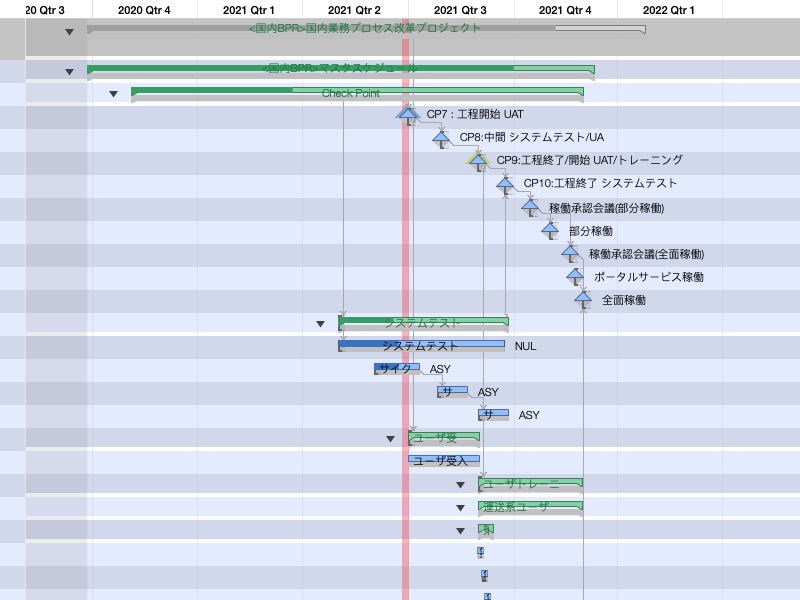 20 Qtr 3 2020 Qtr 4 2021 Qtr 1 2021 Qtr 2 2021 Qtr 3 2021 Qtr 4 2022 Qtr 1
<国内BPR>国内業務プロセス改革プロジェクト
<国内BPR>マスタスケジュール
Check Point
CP7 : 工程開始 UAT
CP8:中間 システムテスト/UA
CP9:工程終了/開始 UAT/トレーニング
CP10:工程終了 システムテスト
稼働承認会議(部分稼働)
部分稼働
稼働承認会議(全面稼働)
ポータルサービス稼働
全面稼働
システムテスト
システムテスト NUL
サイク ASY
サ ASY
サ ASY
ユーザ受
ユーザ受入
ユーザトレーニ
運送系ユーザ